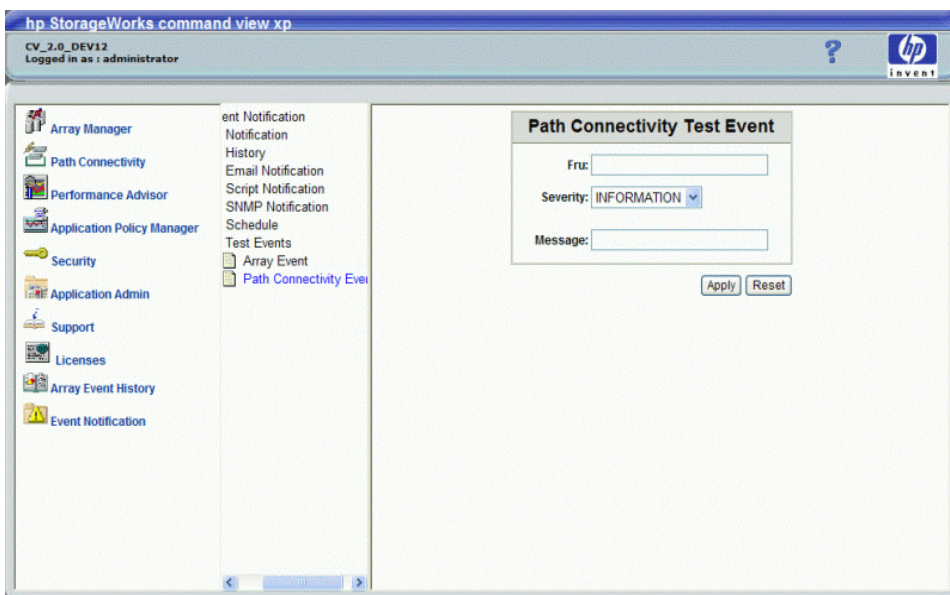 hp StorageWorks command view xp
CV_2.0_DEV12
Logged in as : administrator
?
hp
invent
Array Manager
Path Connectivity
Performance Advisor
Application Policy Manager
Security
Application Admin
Support
Licenses
Array Event History
Event Notification
ent Notification
Notification
History
Email Notification
Script Notification
SNMP Notification
Schedule
Test Events
Array Event
Path Connectivity Ever
Path Connectivity Test Event
Fru:
Severity: INFORMATION
Message:
Apply Reset